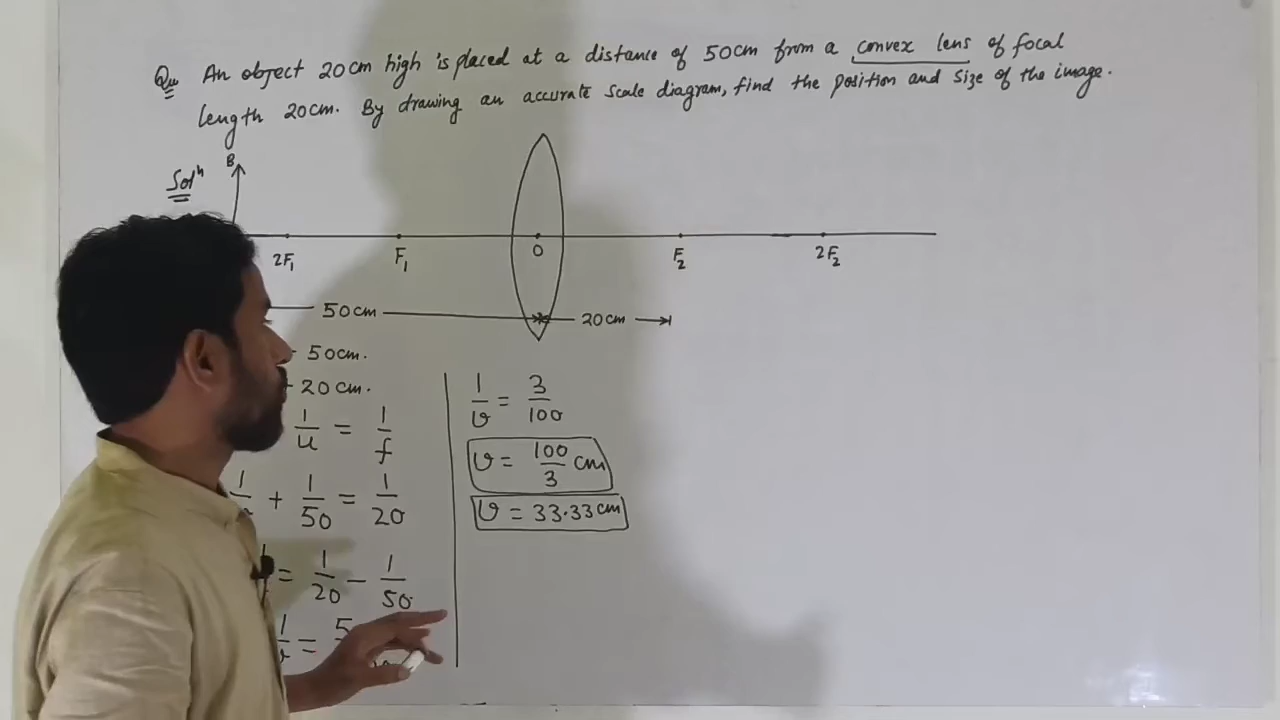 Qu An object 20cm high is placed at a distance of 50cm from a convex lens of focal
length 20cm. By drawing an accurate scale diagram, find the position and size of the image.
Solⁿ
B
2F₁ F₁ O F₂ 2F₂
50cm 20cm
50cm.
20cm.
1/u = 1/f
+ 1/50 = 1/20
= 1/20 - 1/50
1/v = 5
1/v = 3/100
v = 100/3 cm
v = 33.33cm